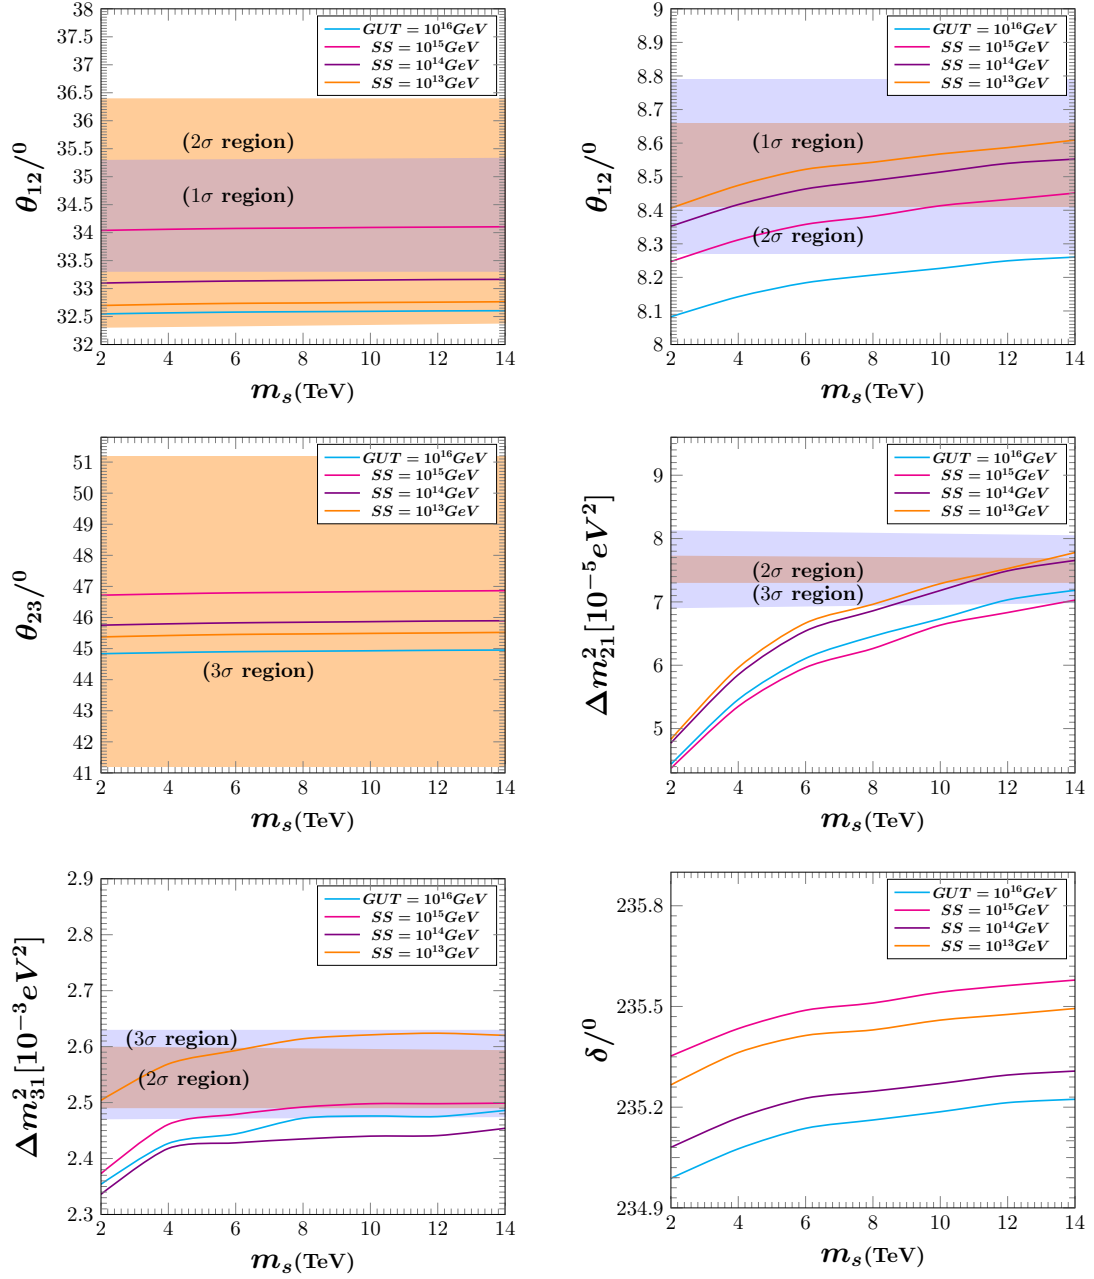 38
37.5
37
36.5
36
35.5
35
34.5
34
33.5
33
32.5
32
θ12/0
GUT = 10^16GeV
SS = 10^15GeV
SS = 10^14GeV
SS = 10^13GeV
(2σ region)
(1σ region)
2 4 6 8 10 12 14
ms(TeV)
9
8.9
8.8
8.7
8.6
8.5
8.4
8.3
8.2
8.1
8
θ12/0
GUT = 10^16GeV
SS = 10^15GeV
SS = 10^14GeV
SS = 10^13GeV
(1σ region)
(2σ region)
2 4 6 8 10 12 14
ms(TeV)
51
50
49
48
47
46
45
44
43
42
41
θ23/0
GUT = 10^16GeV
SS = 10^15GeV
SS = 10^14GeV
SS = 10^13GeV
(3σ region)
2 4 6 8 10 12 14
ms(TeV)
9
8
7
6
5
Δm²21[10^−5eV²]
GUT = 10^16GeV
SS = 10^15GeV
SS = 10^14GeV
SS = 10^13GeV
(2σ region)
(3σ region)
2 4 6 8 10 12 14
ms(TeV)
2.9
2.8
2.7
2.6
2.5
2.4
2.3
Δm²31[10^−3eV²]
GUT = 10^16GeV
SS = 10^15GeV
SS = 10^14GeV
SS = 10^13GeV
(3σ region)
(2σ region)
2 4 6 8 10 12 14
ms(TeV)
235.8
235.5
235.2
234.9
δ/0
GUT = 10^16GeV
SS = 10^15GeV
SS = 10^14GeV
SS = 10^13GeV
2 4 6 8 10 12 14
ms(TeV)